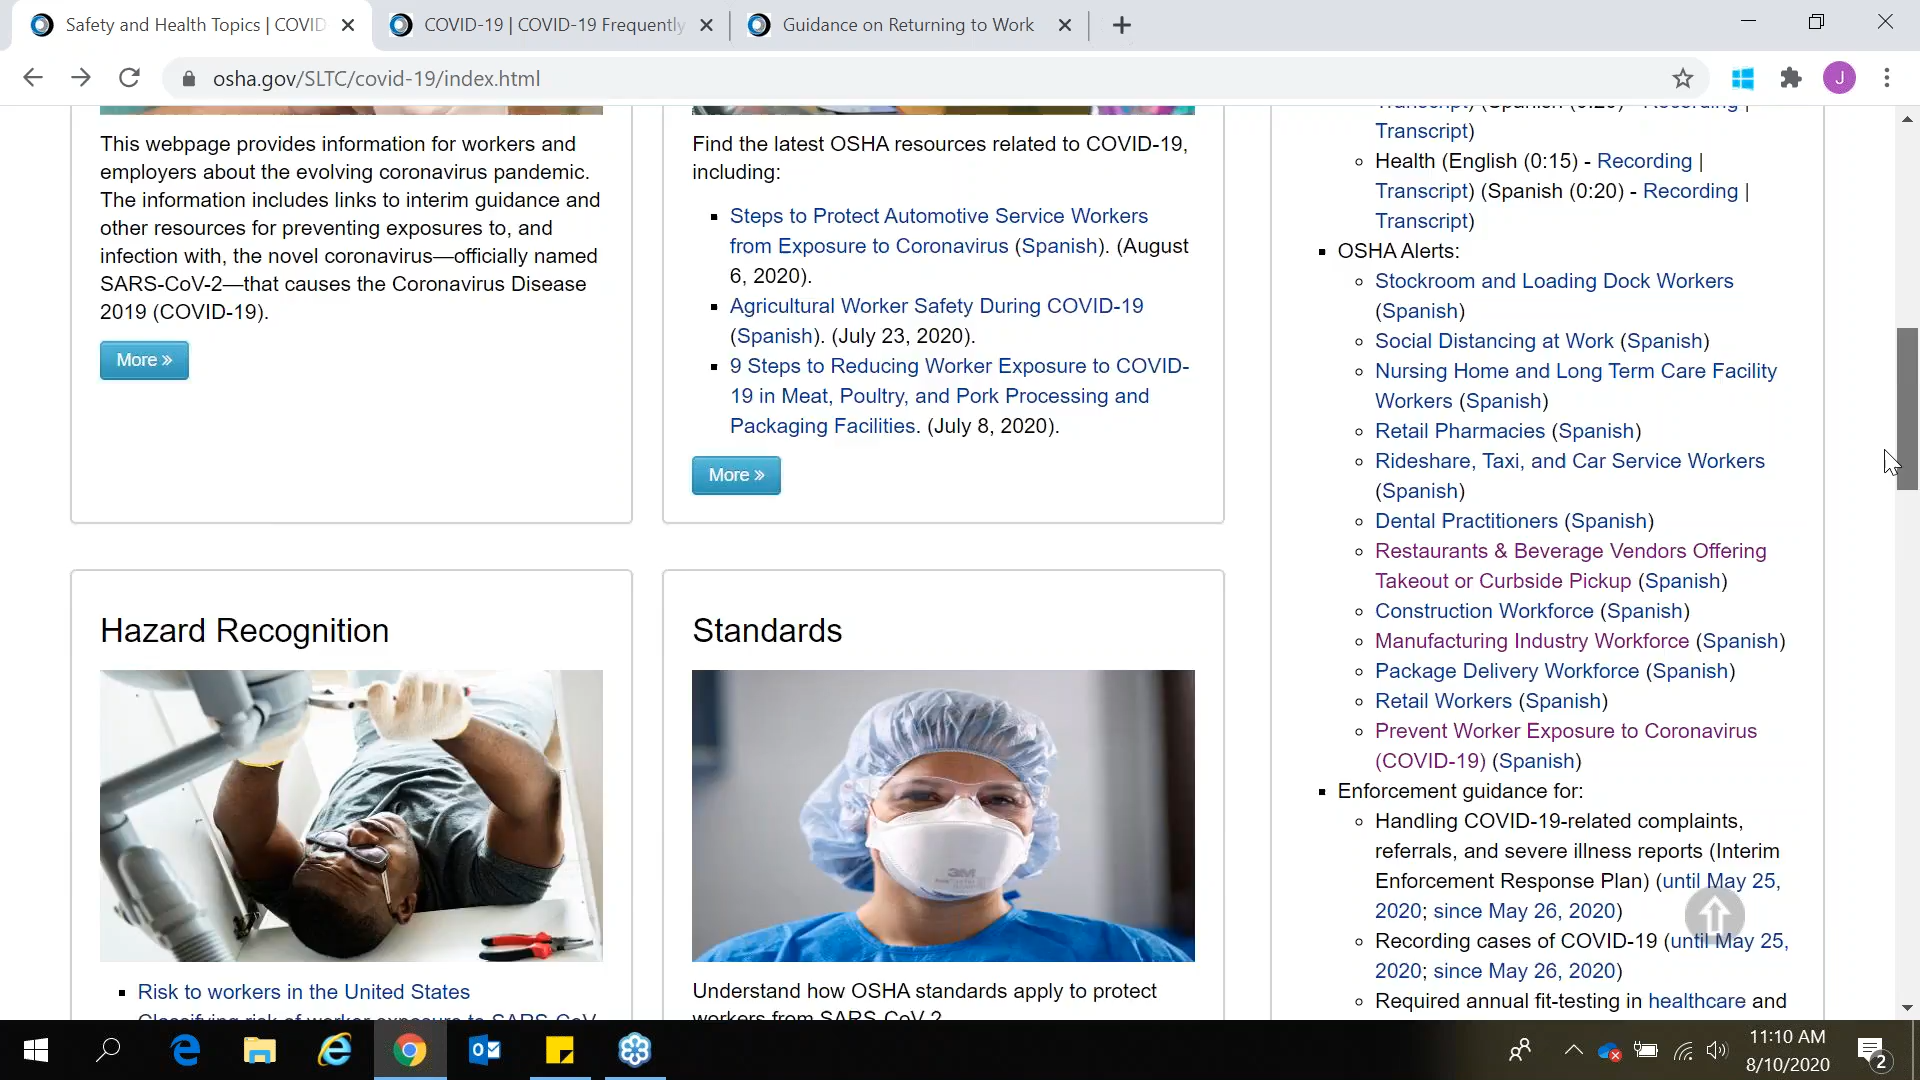 Safety and Health Topics | COVID
COVID-19 | COVID-19 Frequently
Guidance on Returning to Work
osha.gov/SLTC/covid-19/index.html
J
This webpage provides information for workers and
employers about the evolving coronavirus pandemic.
The information includes links to interim guidance and
other resources for preventing exposures to, and
infection with, the novel coronavirus—officially named
SARS-CoV-2—that causes the Coronavirus Disease
2019 (COVID-19).
More »
Find the latest OSHA resources related to COVID-19,
including:
Steps to Protect Automotive Service Workers
from Exposure to Coronavirus (Spanish). (August
6, 2020).
Agricultural Worker Safety During COVID-19
(Spanish). (July 23, 2020).
9 Steps to Reducing Worker Exposure to COVID-
19 in Meat, Poultry, and Pork Processing and
Packaging Facilities. (July 8, 2020).
More »
Hazard Recognition
Risk to workers in the United States
Classifying risk of worker exposure to SARS-CoV
Standards
3M
Understand how OSHA standards apply to protect
workers from SARS-CoV-2
Transcript) (Spanish (0:20) - Recording |
Transcript)
Health (English (0:15) - Recording |
Transcript) (Spanish (0:20) - Recording |
Transcript)
OSHA Alerts:
Stockroom and Loading Dock Workers
(Spanish)
Social Distancing at Work (Spanish)
Nursing Home and Long Term Care Facility
Workers (Spanish)
Retail Pharmacies (Spanish)
Rideshare, Taxi, and Car Service Workers
(Spanish)
Dental Practitioners (Spanish)
Restaurants & Beverage Vendors Offering
Takeout or Curbside Pickup (Spanish)
Construction Workforce (Spanish)
Manufacturing Industry Workforce (Spanish)
Package Delivery Workforce (Spanish)
Retail Workers (Spanish)
Prevent Worker Exposure to Coronavirus
(COVID-19) (Spanish)
Enforcement guidance for:
Handling COVID-19-related complaints,
referrals, and severe illness reports (Interim
Enforcement Response Plan) (until May 25,
2020; since May 26, 2020)
Recording cases of COVID-19 (until May 25,
2020; since May 26, 2020)
Required annual fit-testing in healthcare and
11:10 AM
8/10/2020
2